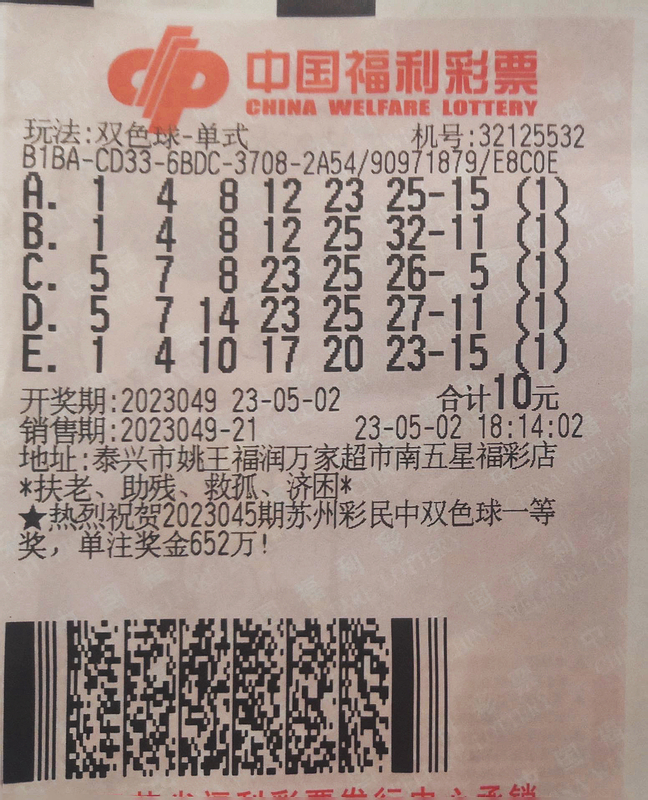 中国福利彩票
CHINA WELFARE LOTTERY
玩法:双色球-单式 机号:32125532
B1BA-CD33-6BDC-3708-2A54/90971879/E8C0E
A. 1 4 8 12 23 25-15 (1)
B. 1 4 8 12 25 32-11 (1)
C. 5 7 8 23 25 26- 5 (1)
D. 5 7 14 23 25 27-11 (1)
E. 1 4 10 17 20 23-15 (1)
开奖期:2023049 23-05-02 合计10元
销售期:2023049-21 23-05-02 18:14:02
地址:泰兴市姚王福润万家超市南五星福彩店
*扶老、助残、救孤、济困*
★热烈祝贺2023045期苏州彩民中双色球一等
奖, 单注奖金652万!